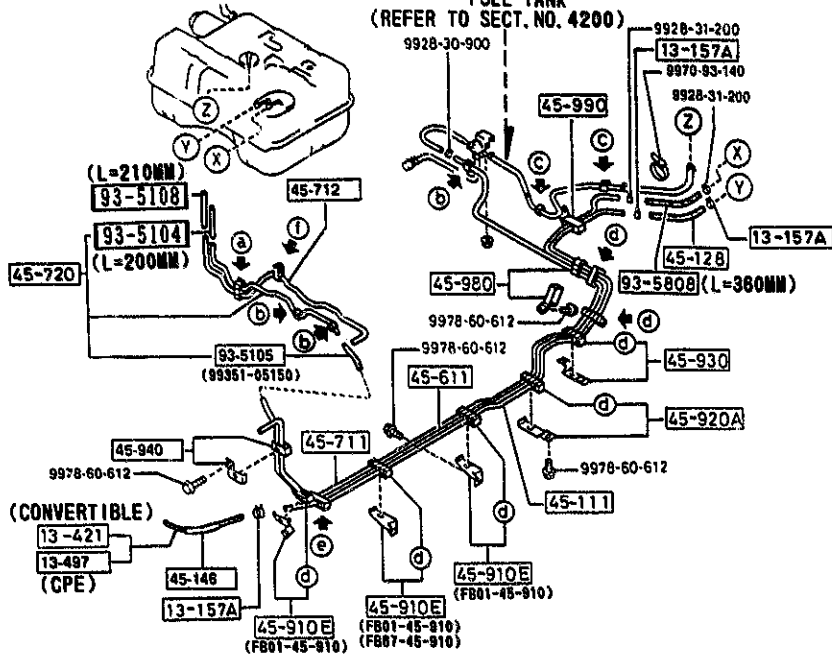 FUEL TANK
(REFER TO SECT. NO. 4200)
9928-30-900
9928-31-200
13-157A
9970-93-140
9928-31-200
45-990
Z
Y
X
C
C
Z
X
Y
b
(L=210MM)
93-5108
45-712
93-5104
(L=200MM)
a
f
45-720
b
b
d
13-157A
45-128
45-980
93-5808 (L=360MM)
9978-60-612
d
93-5105
(99351-05150)
9978-60-612
d
45-930
45-611
d
45-920A
45-940
45-711
9978-60-612
9978-60-612
45-111
(CONVERTIBLE)
13-421
13-497
(CPE)
45-146
e
d
d
d
13-157A
45-910E
(FB01-45-910)
45-910E
(FB01-45-910)
(FB87-45-910)
45-910E
(FB01-45-910)